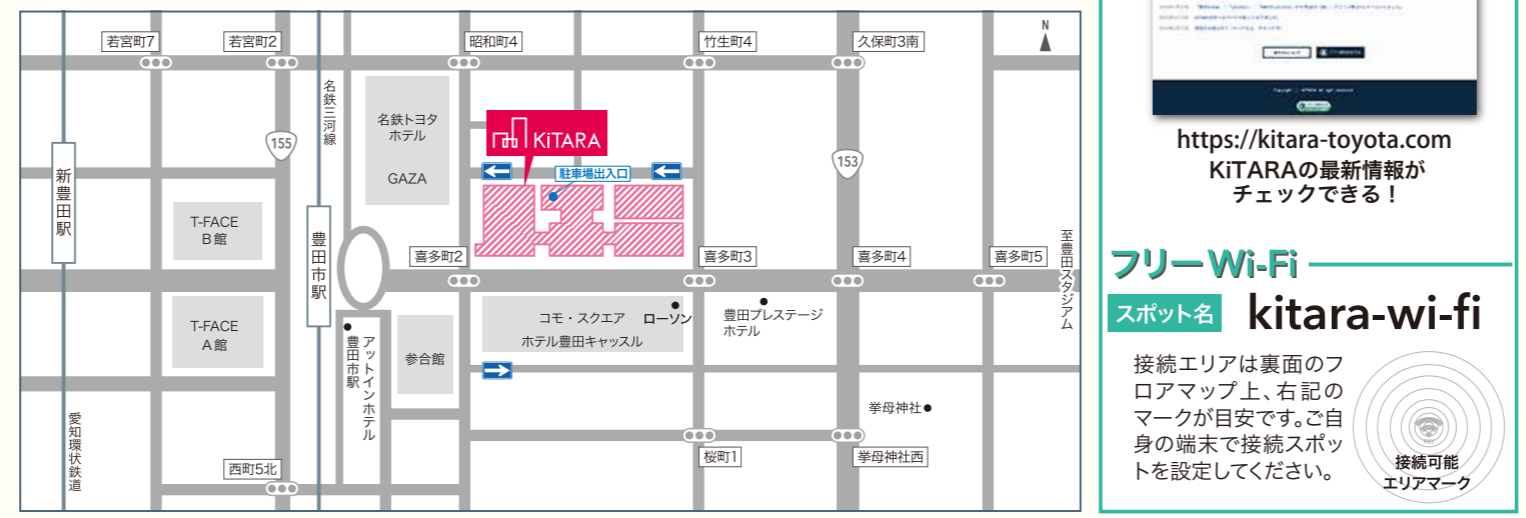 若宮町7
若宮町2
昭和町4
竹生町4
久保町3南
N
名鉄三河線
155
名鉄トヨタ
ホテル
GAZA
KiTARA
駐車場出入口
153
新豊田駅
T-FACE
B館
豊田市駅
喜多町2
喜多町3
喜多町4
喜多町5
至豊田スタジアム
T-FACE
A館
アットインホテル
豊田市駅
参合館
コモ・スクエア
ローソン
ホテル豊田キャッスル
豊田プレステージ
ホテル
挙母神社
愛知環状鉄道
西町5北
桜町1
挙母神社西
https://kitara-toyota.com
KiTARAの最新情報が
チェックできる！
フリーWi-Fi
スポット名
kitara-wi-fi
接続エリアは裏面のフ
ロアマップ上、右記の
マークが目安です。ご自
身の端末で接続スポッ
トを設定してください。
接続可能
エリアマーク